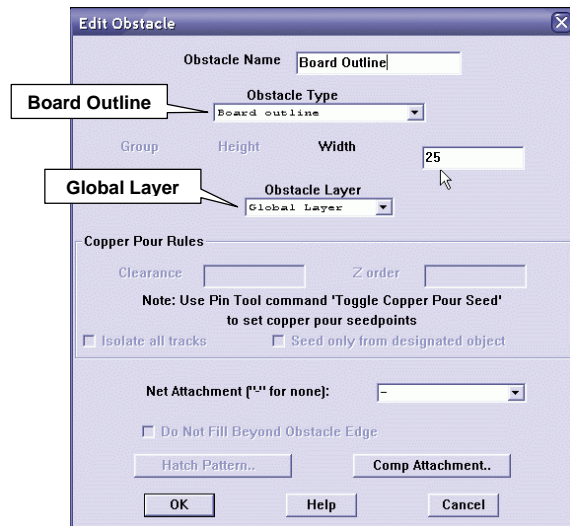 Edit Obstacle
Obstacle Name Board Outline
Board Outline
Obstacle Type
Board outline
Group Height Width 25
Global Layer
Obstacle Layer
Global Layer
Copper Pour Rules
Clearance Z order
Note: Use Pin Tool command 'Toggle Copper Pour Seed'
to set copper pour seedpoints
Isolate all tracks Seed only from designated object
Net Attachment ("-" for none): -
Do Not Fill Beyond Obstacle Edge
Hatch Pattern.. Comp Attachment..
OK Help Cancel